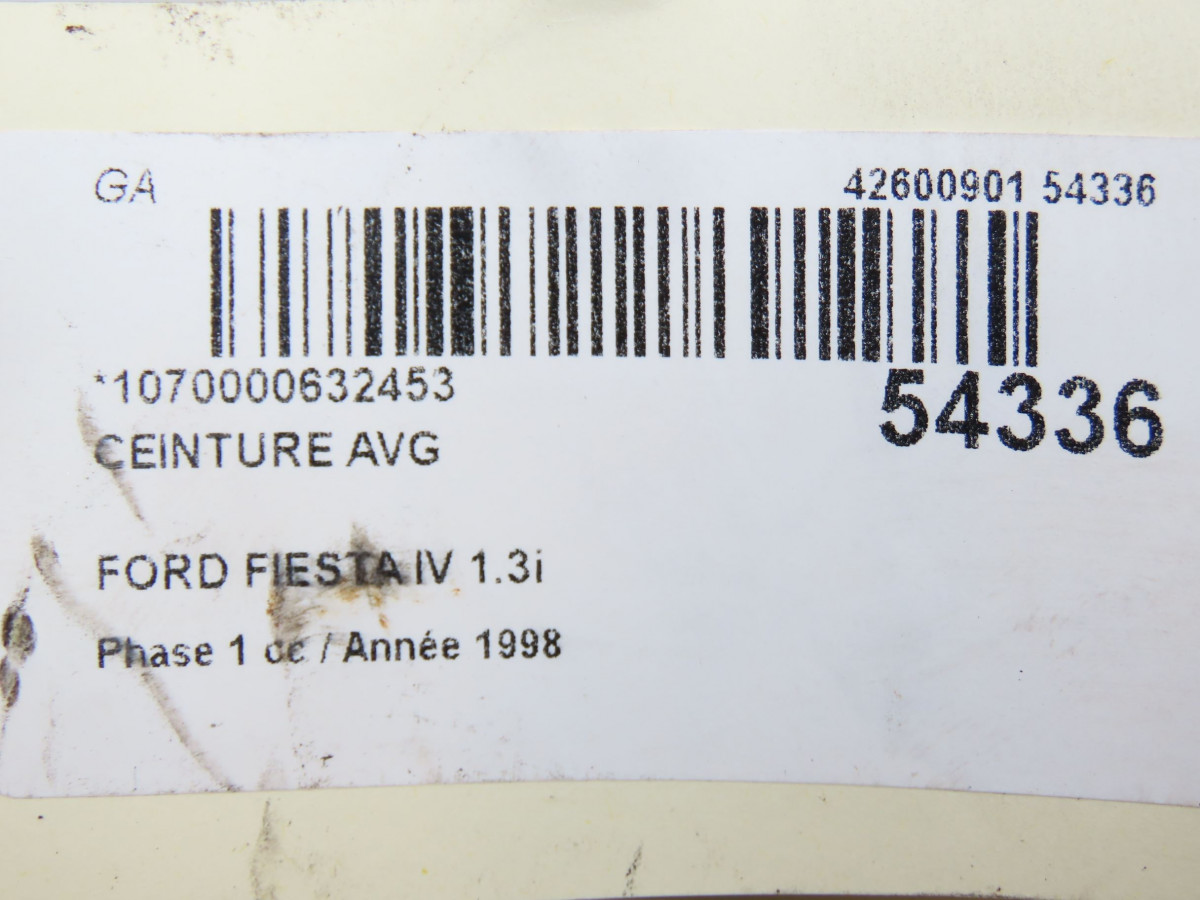 GA
42600901 54336
*1070000632453
54336
CEINTURE AVG
FORD FIESTA IV 1.3i
Phase 1 cc / Année 1998